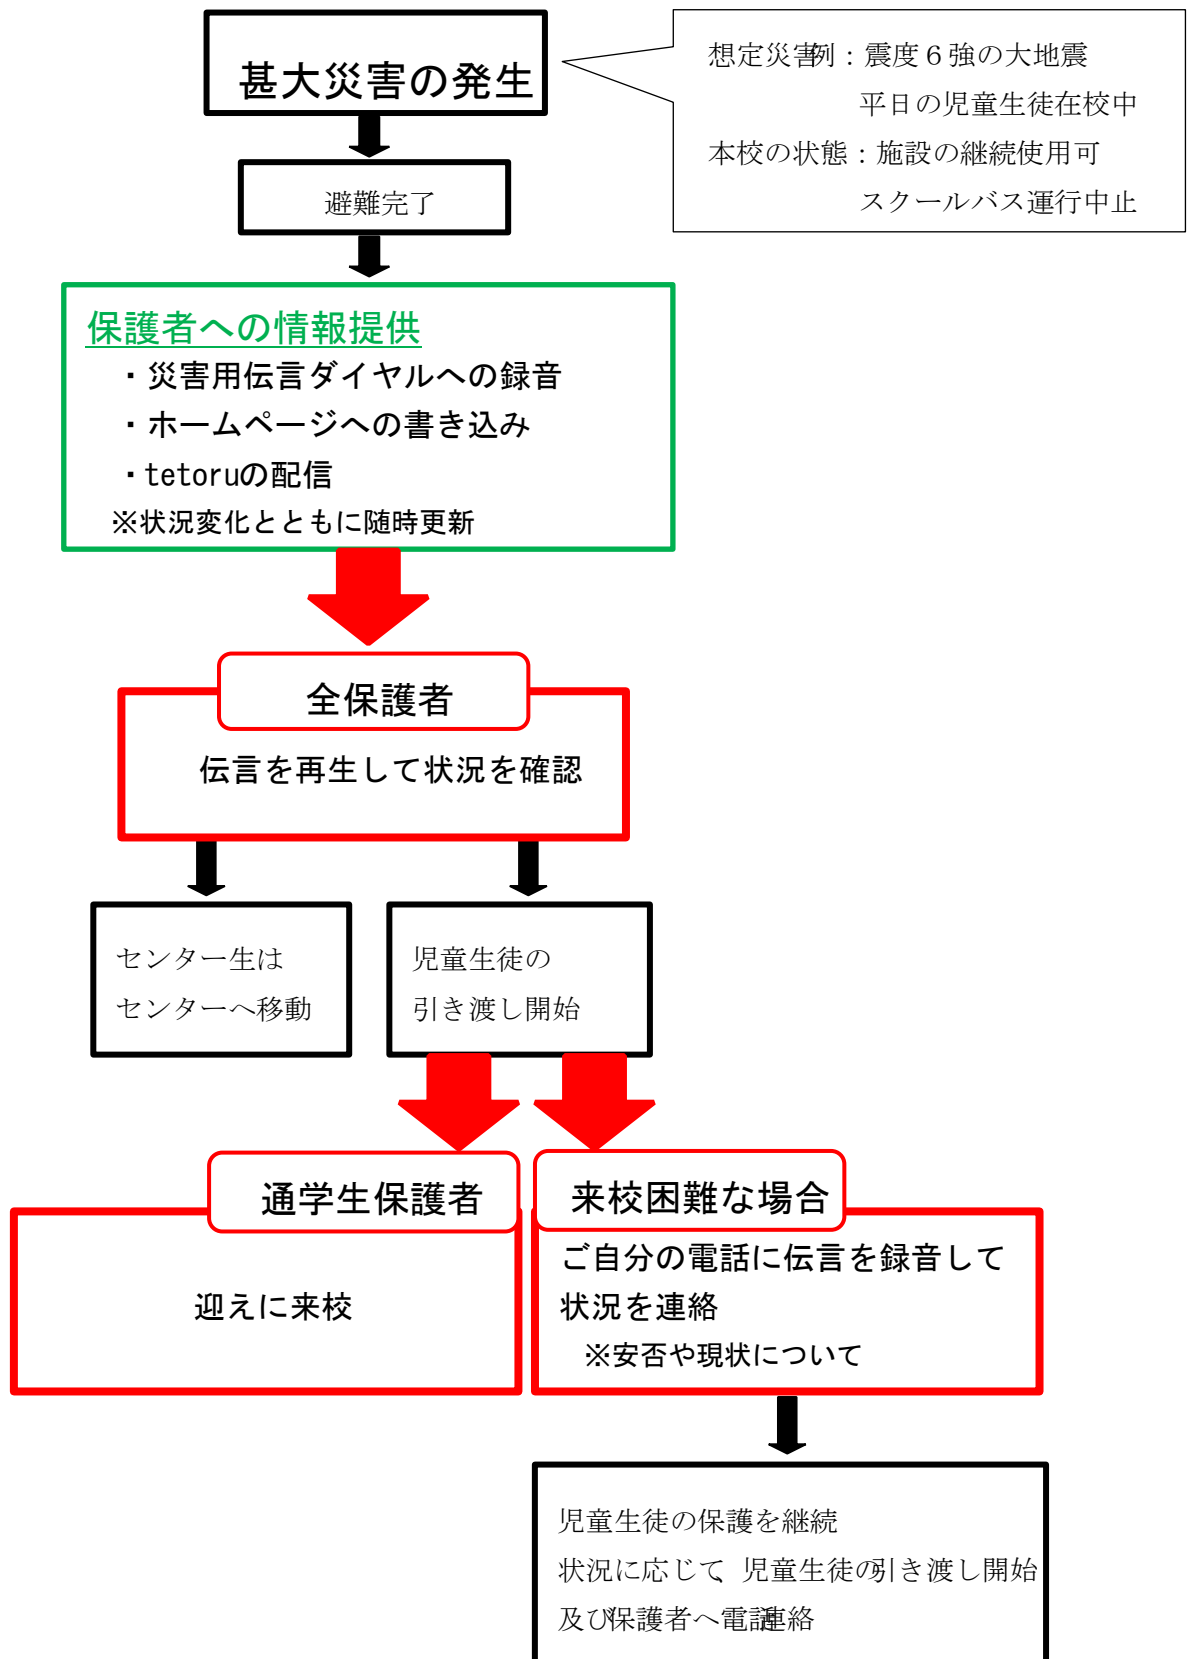 甚大災害の発生
想定災害例：震度６強の大地震
平日の児童生徒在校中
本校の状態：施設の継続使用可
スクールバス運行中止
避難完了
保護者への情報提供
・災害用伝言ダイヤルへの録音
・ホームページへの書き込み
・tetoruの配信
※状況変化とともに随時更新
全保護者
伝言を再生して状況を確認
センター生は
センターへ移動
児童生徒の
引き渡し開始
通学生保護者
迎えに来校
来校困難な場合
ご自分の電話に伝言を録音して
状況を連絡
※安否や現状について
児童生徒の保護を継続
状況に応じて、児童生徒の引き渡し開始
及び保護者へ電話連絡